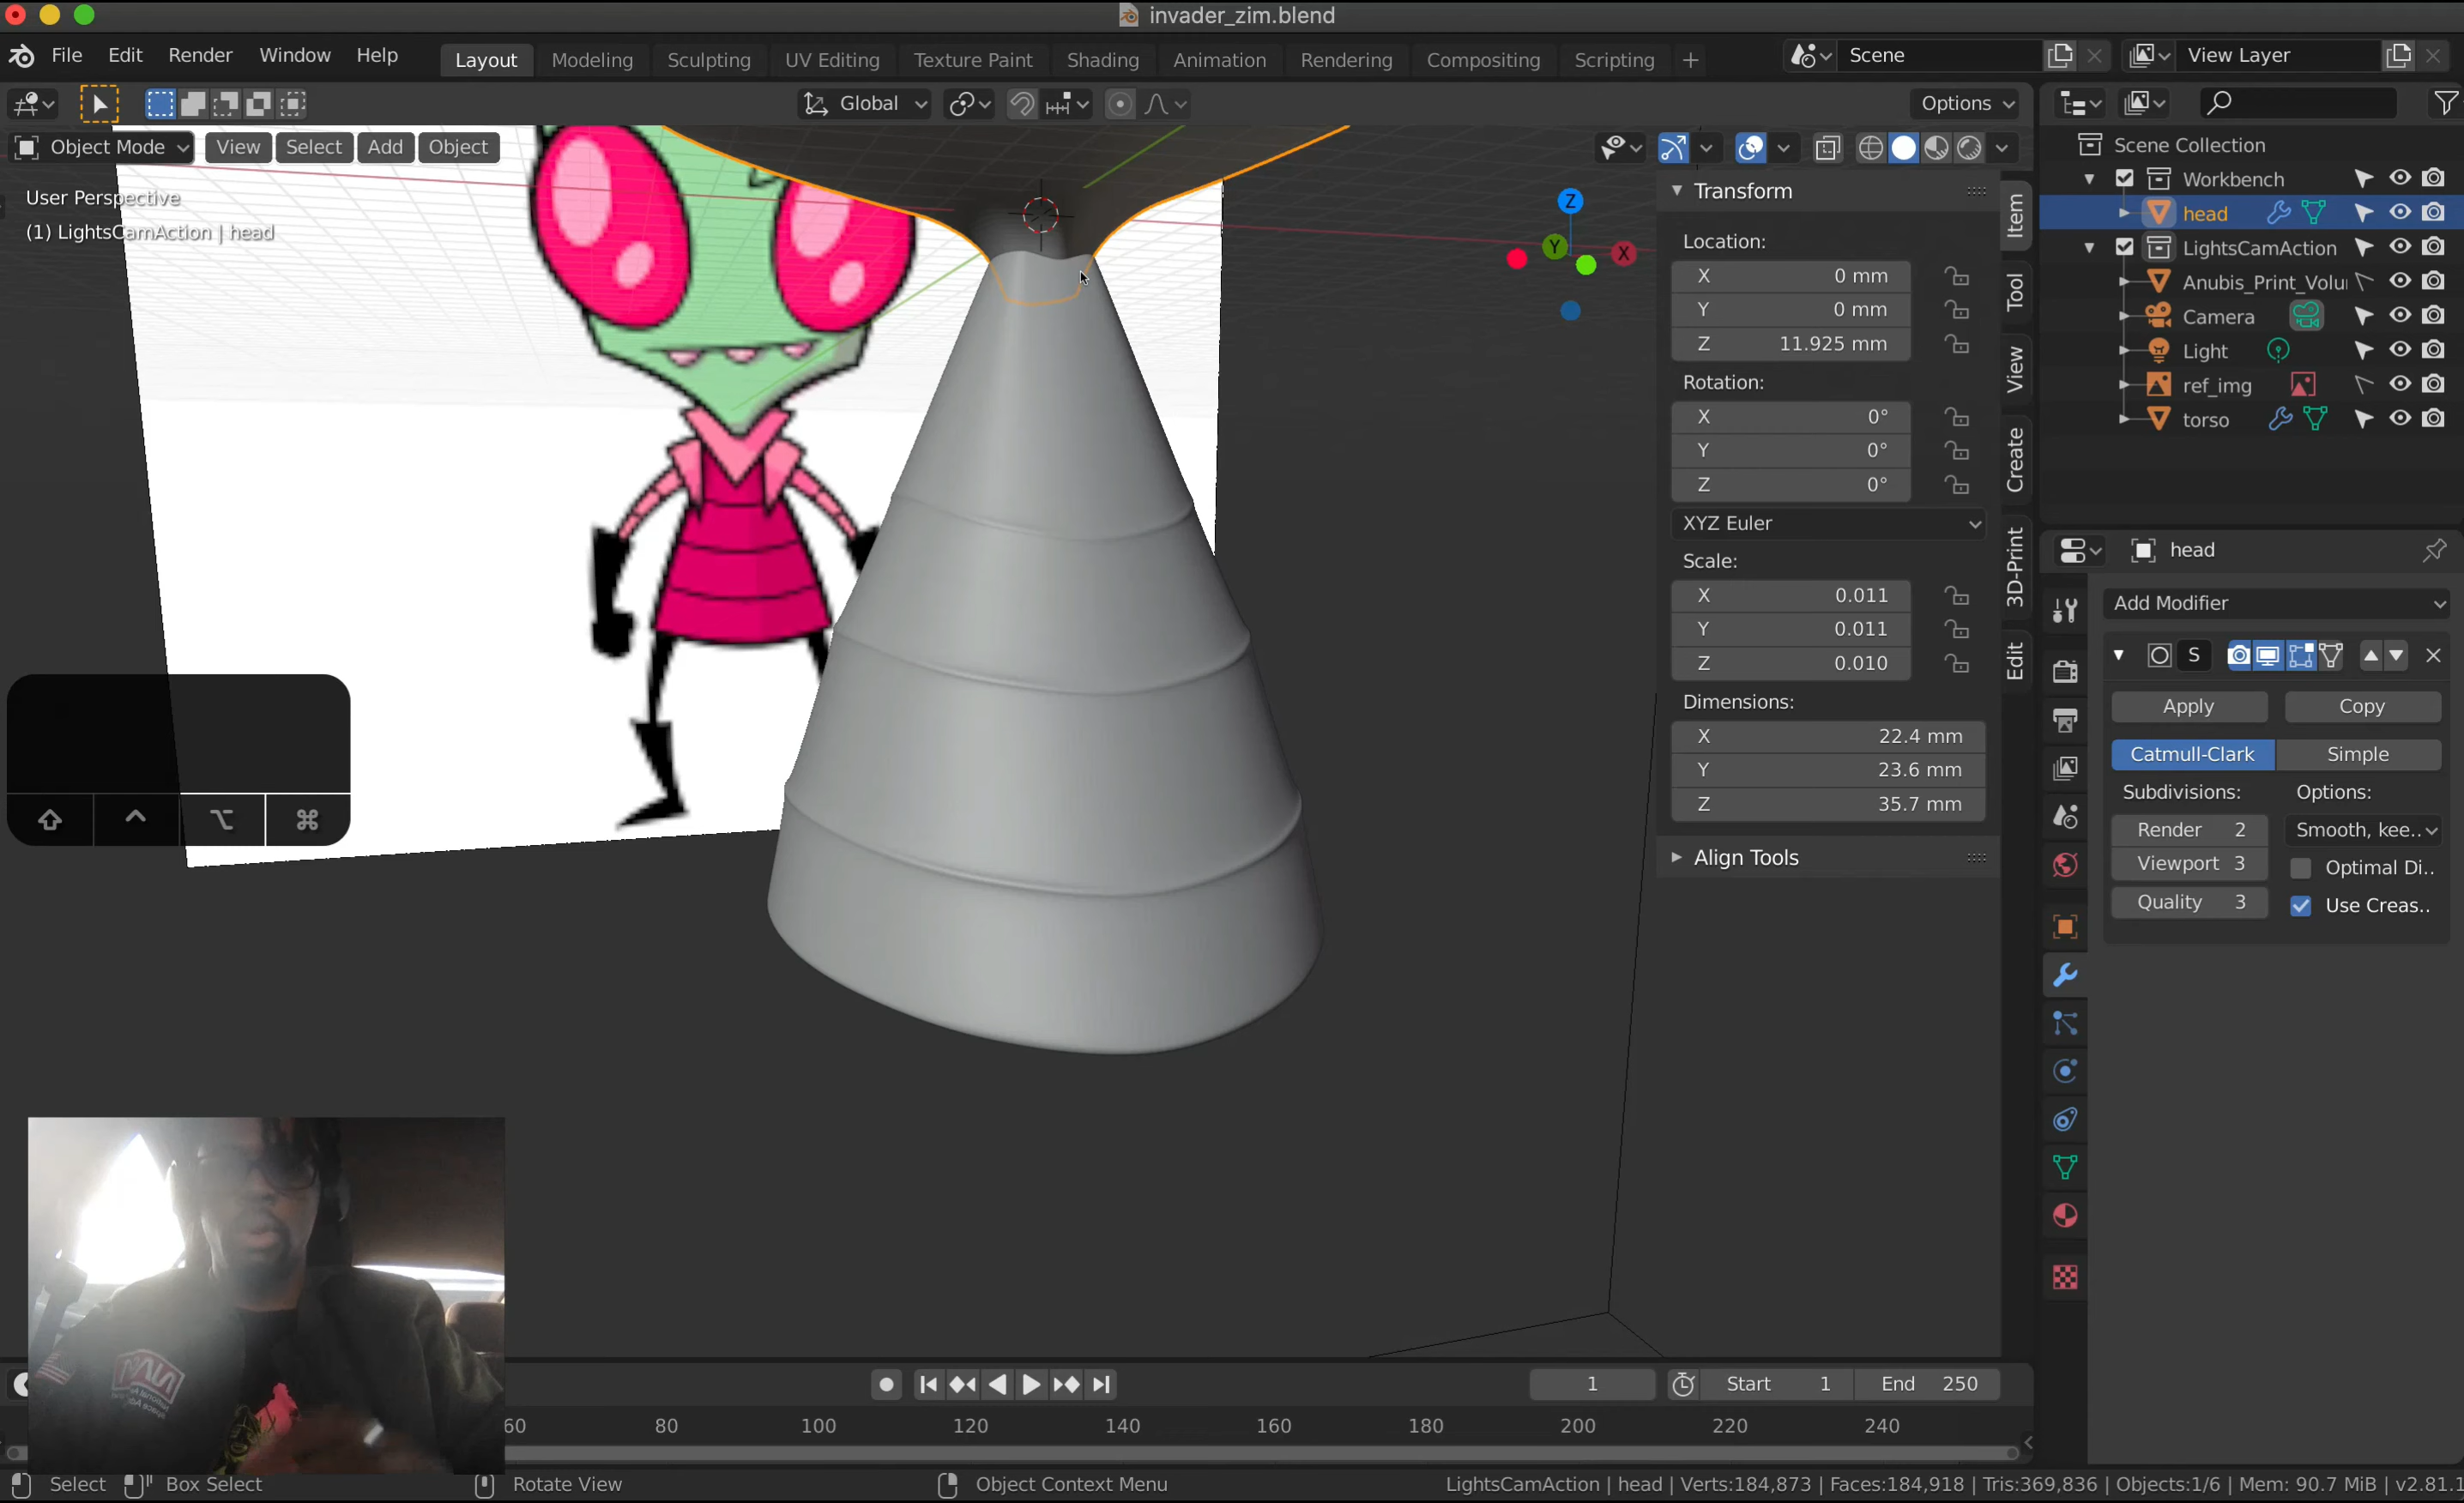 invader_zim.blend
File Edit Render Window Help Layout Modeling Sculpting UV Editing Texture Paint Shading Animation Rendering Compositing Scripting + Scene View Layer
Global Options
Object Mode View Select Add Object
User Perspective
(1) LightsCamAction | head
Transform
Location:
X 0 mm
Y 0 mm
Z 11.925 mm
Rotation:
X 0°
Y 0°
Z 0°
XYZ Euler
Scale:
X 0.011
Y 0.011
Z 0.010
Dimensions:
X 22.4 mm
Y 23.6 mm
Z 35.7 mm
Align Tools
Item
Tool
View
Create
3D-Print
Edit
Z
Y
X
Scene Collection
Workbench
head
LightsCamAction
Anubis_Print_Volu
Camera
Light
ref_img
torso
head
Add Modifier
S
Apply Copy
Catmull-Clark Simple
Subdivisions: Options:
Render 2 Smooth, kee..
Viewport 3 Optimal Di..
Quality 3 Use Creas..
1 Start 1 End 250
60 80 100 120 140 160 180 200 220 240
Select Box Select Rotate View Object Context Menu LightsCamAction | head | Verts:184,873 | Faces:184,918 | Tris:369,836 | Objects:1/6 | Mem: 90.7 MiB | v2.81.1